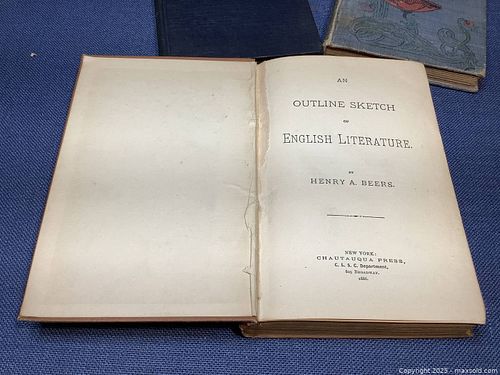 AN
OUTLINE SKETCH
OF
ENGLISH LITERATURE.
BY
HENRY A. BEERS.
NEW YORK:
CHAUTAUQUA PRESS,
C. L. S. C. Department,
805 BROADWAY.
1886.
Copyright 2025 - maxsold.com